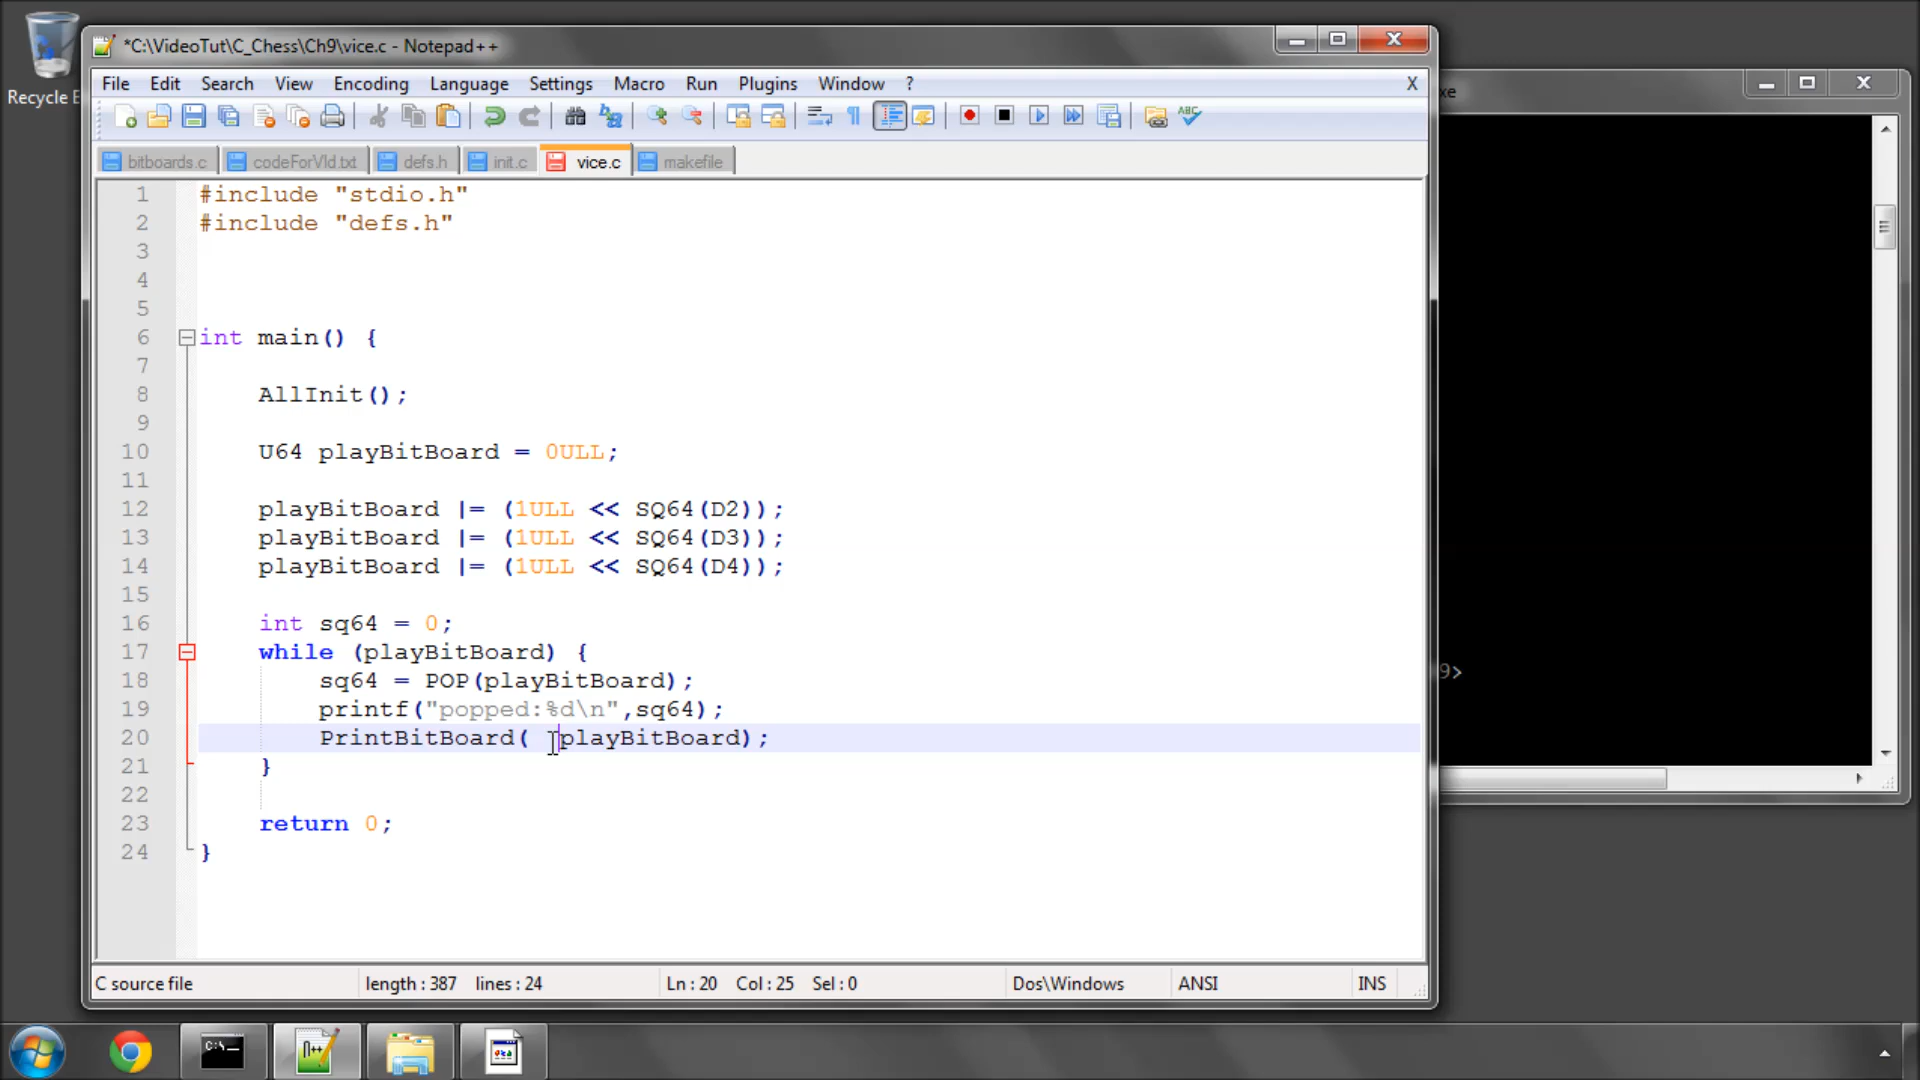 Recycle B
*C:\VideoTut\C_Chess\Ch9\vice.c - Notepad++
File Edit Search View Encoding Language Settings Macro Run Plugins Window ? X
bitboards.c codeForVid.txt defs.h init.c vice.c makefile
1 #include "stdio.h"
2 #include "defs.h"
3
4
5
6 int main() {
7
8 AllInit();
9
10 U64 playBitBoard = 0ULL;
11
12 playBitBoard |= (1ULL << SQ64(D2));
13 playBitBoard |= (1ULL << SQ64(D3));
14 playBitBoard |= (1ULL << SQ64(D4));
15
16 int sq64 = 0;
17 while (playBitBoard) {
18 sq64 = POP(playBitBoard);
19 printf("popped:%d\n",sq64);
20 PrintBitBoard( playBitBoard);
21 }
22
23 return 0;
24 }
C source file length : 387 lines : 24 Ln : 20 Col : 25 Sel : 0 Dos\Windows ANSI INS
xe
9>
C:\